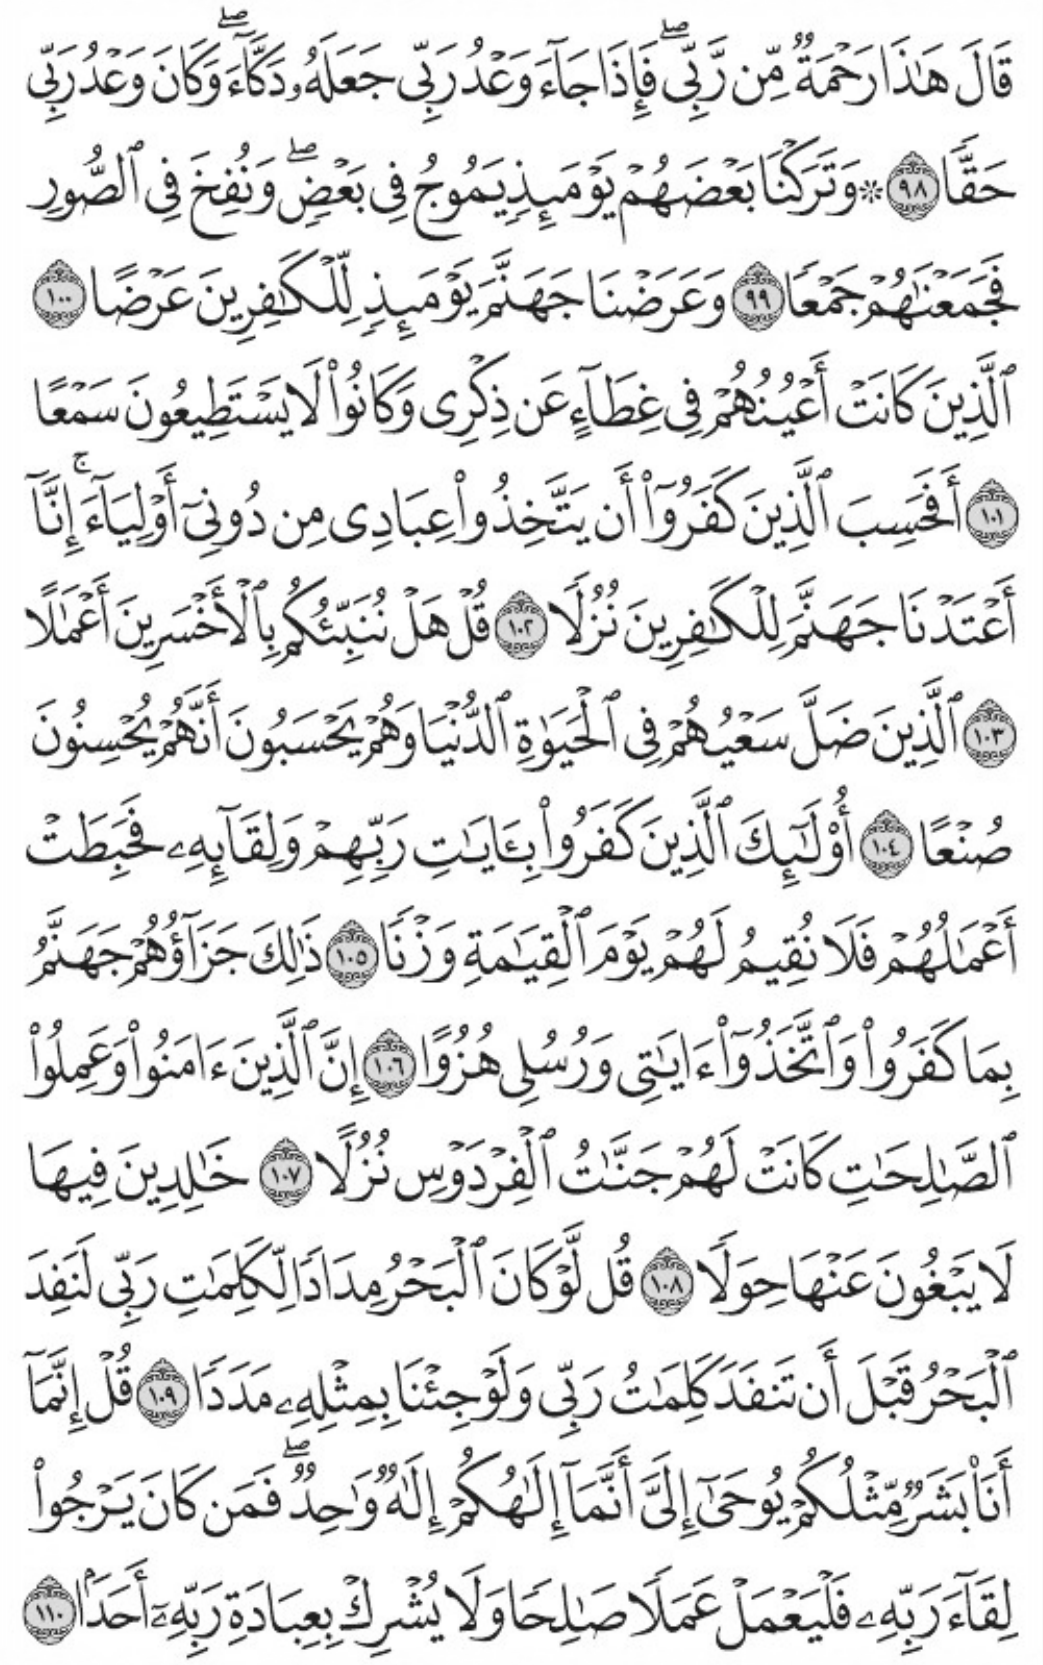 قَالَ هَـٰذَا رَحْمَةٌ مِّن رَّبِّى ۖ فَإِذَا جَآءَ وَعْدُ رَبِّى جَعَلَهُۥ دَكَّآءَ ۖ وَكَانَ وَعْدُ رَبِّى
حَقًّا ٩٨ ۞ وَتَرَكْنَا بَعْضَهُمْ يَوْمَئِذٍ يَمُوجُ فِى بَعْضٍ ۖ وَنُفِخَ فِى ٱلصُّورِ
فَجَمَعْنَـٰهُمْ جَمْعًا ٩٩ وَعَرَضْنَا جَهَنَّمَ يَوْمَئِذٍ لِّلْكَـٰفِرِينَ عَرْضًا ١٠٠
ٱلَّذِينَ كَانَتْ أَعْيُنُهُمْ فِى غِطَآءٍ عَن ذِكْرِى وَكَانُوا۟ لَا يَسْتَطِيعُونَ سَمْعًا
١٠١ أَفَحَسِبَ ٱلَّذِينَ كَفَرُوٓا۟ أَن يَتَّخِذُوا۟ عِبَادِى مِن دُونِىٓ أَوْلِيَآءَ ۚ إِنَّآ
أَعْتَدْنَا جَهَنَّمَ لِلْكَـٰفِرِينَ نُزُلًا ١٠٢ قُلْ هَلْ نُنَبِّئُكُم بِٱلْأَخْسَرِينَ أَعْمَـٰلًا
١٠٣ ٱلَّذِينَ ضَلَّ سَعْيُهُمْ فِى ٱلْحَيَوٰةِ ٱلدُّنْيَا وَهُمْ يَحْسَبُونَ أَنَّهُمْ يُحْسِنُونَ
صُنْعًا ١٠٤ أُو۟لَـٰٓئِكَ ٱلَّذِينَ كَفَرُوا۟ بِـَٔايَـٰتِ رَبِّهِمْ وَلِقَآئِهِۦ فَحَبِطَتْ
أَعْمَـٰلُهُمْ فَلَا نُقِيمُ لَهُمْ يَوْمَ ٱلْقِيَـٰمَةِ وَزْنًا ١٠٥ ذَٰلِكَ جَزَآؤُهُمْ جَهَنَّمُ
بِمَا كَفَرُوا۟ وَٱتَّخَذُوٓا۟ ءَايَـٰتِى وَرُسُلِى هُزُوًا ١٠٦ إِنَّ ٱلَّذِينَ ءَامَنُوا۟ وَعَمِلُوا۟
ٱلصَّـٰلِحَـٰتِ كَانَتْ لَهُمْ جَنَّـٰتُ ٱلْفِرْدَوْسِ نُزُلًا ١٠٧ خَـٰلِدِينَ فِيهَا
لَا يَبْغُونَ عَنْهَا حِوَلًا ١٠٨ قُل لَّوْ كَانَ ٱلْبَحْرُ مِدَادًا لِّكَلِمَـٰتِ رَبِّى لَنَفِدَ
ٱلْبَحْرُ قَبْلَ أَن تَنفَدَ كَلِمَـٰتُ رَبِّى وَلَوْ جِئْنَا بِمِثْلِهِۦ مَدَدًا ١٠٩ قُلْ إِنَّمَآ
أَنَا۠ بَشَرٌ مِّثْلُكُمْ يُوحَىٰٓ إِلَىَّ أَنَّمَآ إِلَـٰهُكُمْ إِلَـٰهٌ وَٰحِدٌ ۖ فَمَن كَانَ يَرْجُوا۟
لِقَآءَ رَبِّهِۦ فَلْيَعْمَلْ عَمَلًا صَـٰلِحًا وَلَا يُشْرِكْ بِعِبَادَةِ رَبِّهِۦٓ أَحَدًۢا ١١٠